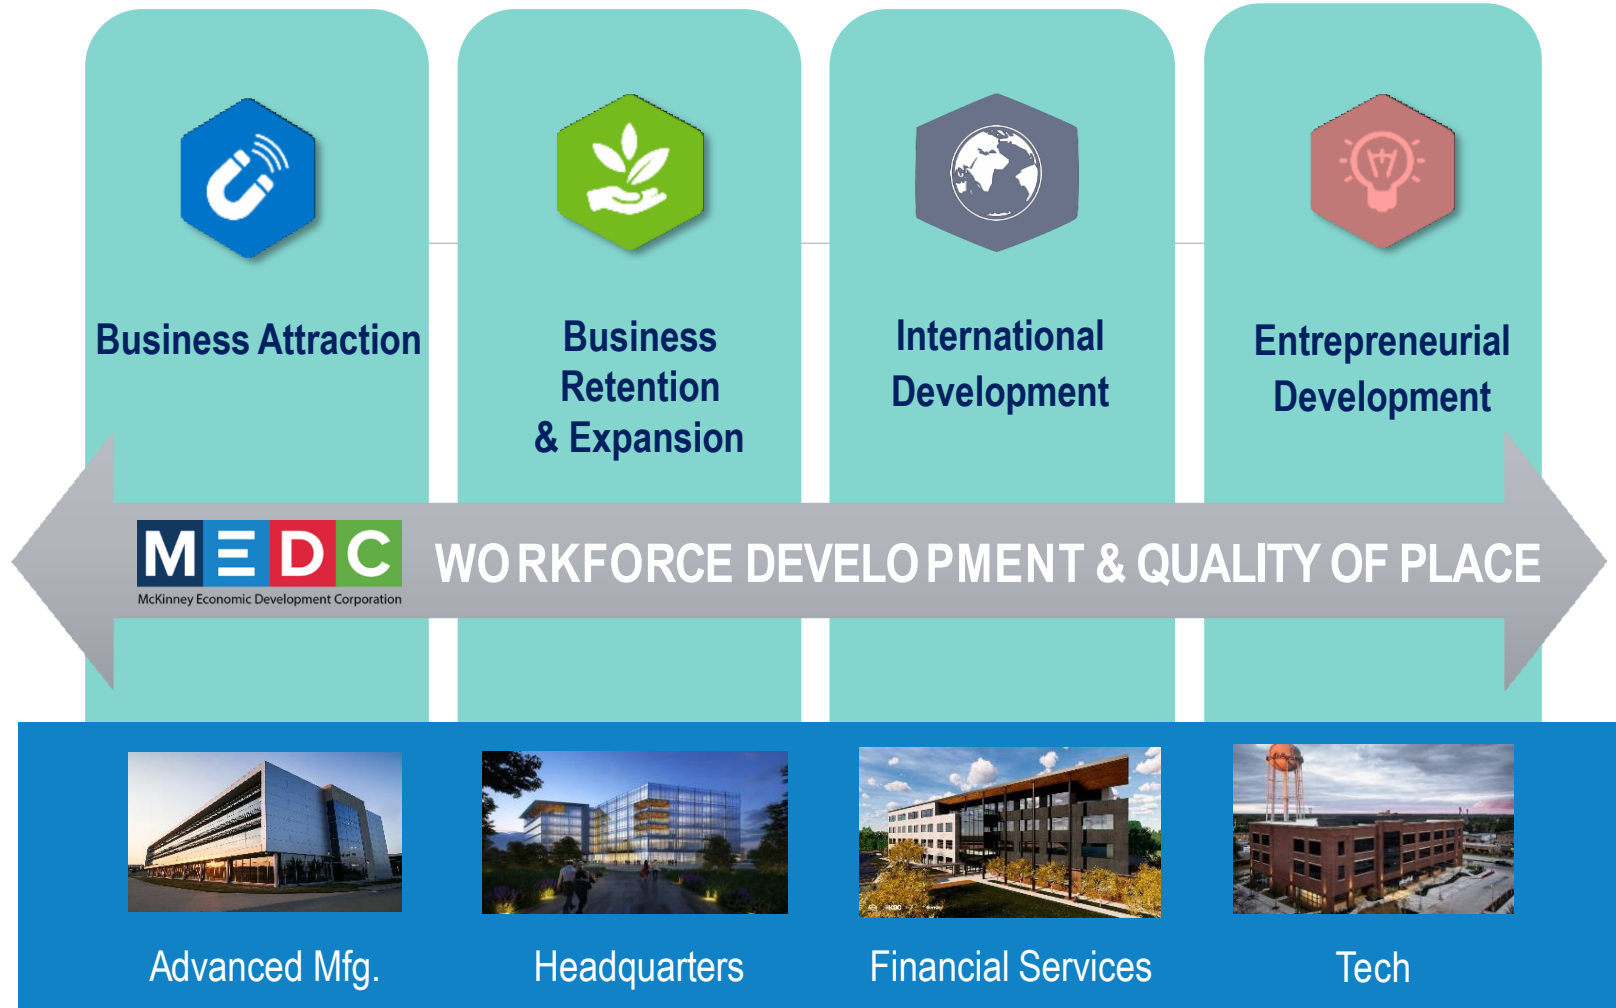 Business Attraction
Business
Retention
& Expansion
International
Development
Entrepreneurial
Development
MEDC
McKinney Economic Development Corporation
WORKFORCE DEVELOPMENT & QUALITY OF PLACE
Advanced Mfg.
Headquarters
Financial Services
Tech